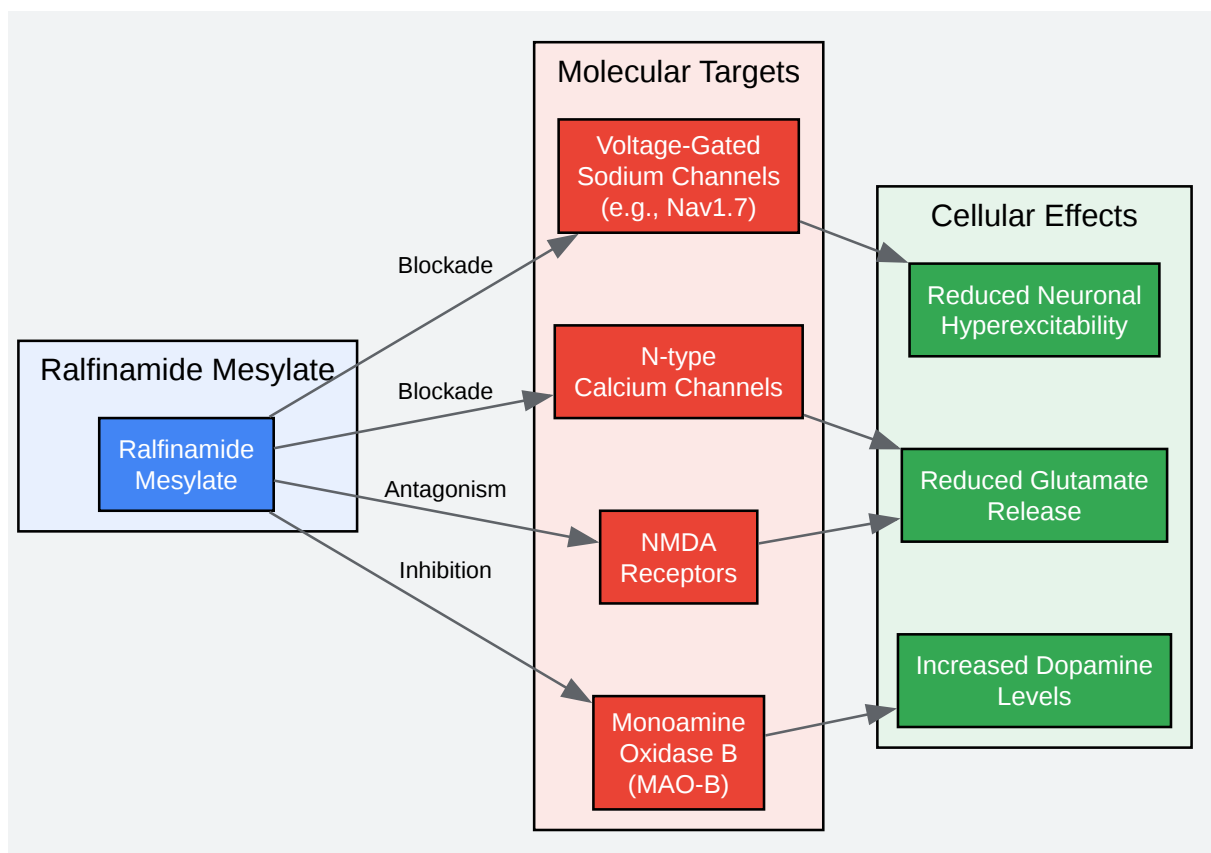 Ralfinamide Mesylate
Ralfinamide
Mesylate
Blockade
Blockade
Antagonism
Inhibition
Molecular Targets
Voltage-Gated
Sodium Channels
(e.g., Nav1.7)
N-type
Calcium Channels
NMDA
Receptors
Monoamine
Oxidase B
(MAO-B)
Cellular Effects
Reduced Neuronal
Hyperexcitability
Reduced Glutamate
Release
Increased Dopamine
Levels